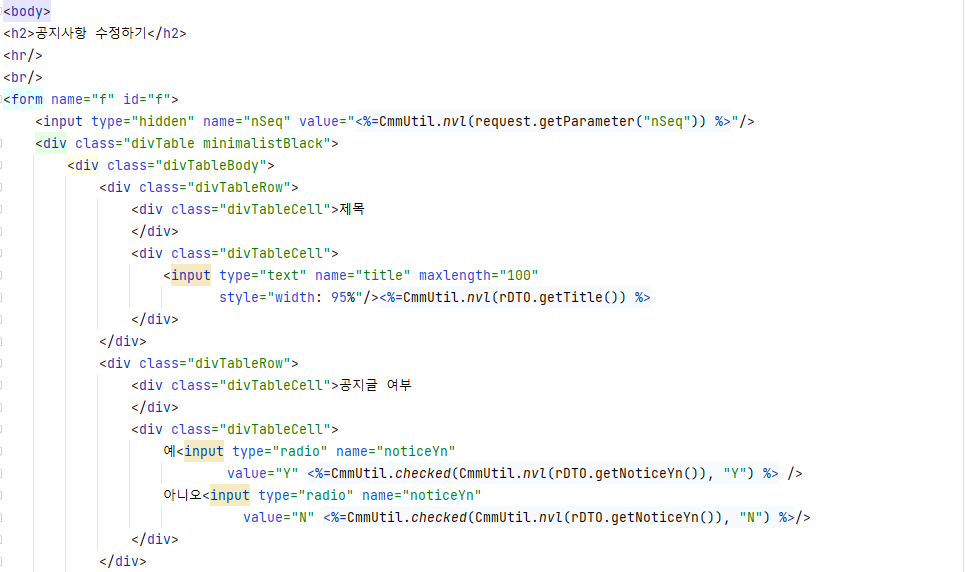 <body>
<h2>공지사항 수정하기</h2>
<hr/>
<br/>
<form name="f" id="f">
    <input type="hidden" name="nSeq" value="<%=CmmUtil.nvl(request.getParameter("nSeq")) %>"/>
    <div class="divTable minimalistBlack">
        <div class="divTableBody">
            <div class="divTableRow">
                <div class="divTableCell">제목
                </div>
                <div class="divTableCell">
                    <input type="text" name="title" maxlength="100"
                           style="width: 95%"/><%=CmmUtil.nvl(rDTO.getTitle()) %>
                </div>
            </div>
            <div class="divTableRow">
                <div class="divTableCell">공지글 여부
                </div>
                <div class="divTableCell">
                    예<input type="radio" name="noticeYn"
                            value="Y" <%=CmmUtil.checked(CmmUtil.nvl(rDTO.getNoticeYn()), "Y") %> />
                    아니오<input type="radio" name="noticeYn"
                              value="N" <%=CmmUtil.checked(CmmUtil.nvl(rDTO.getNoticeYn()), "N") %>/>
                </div>
            </div>